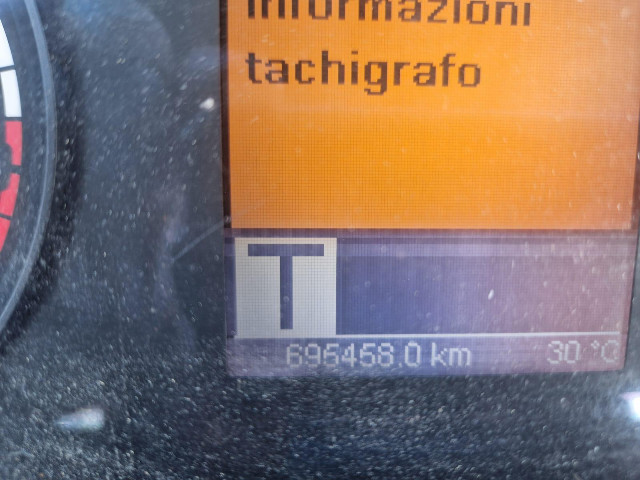 informazioni
tachigrafo
T
695458.0 km 30 °C